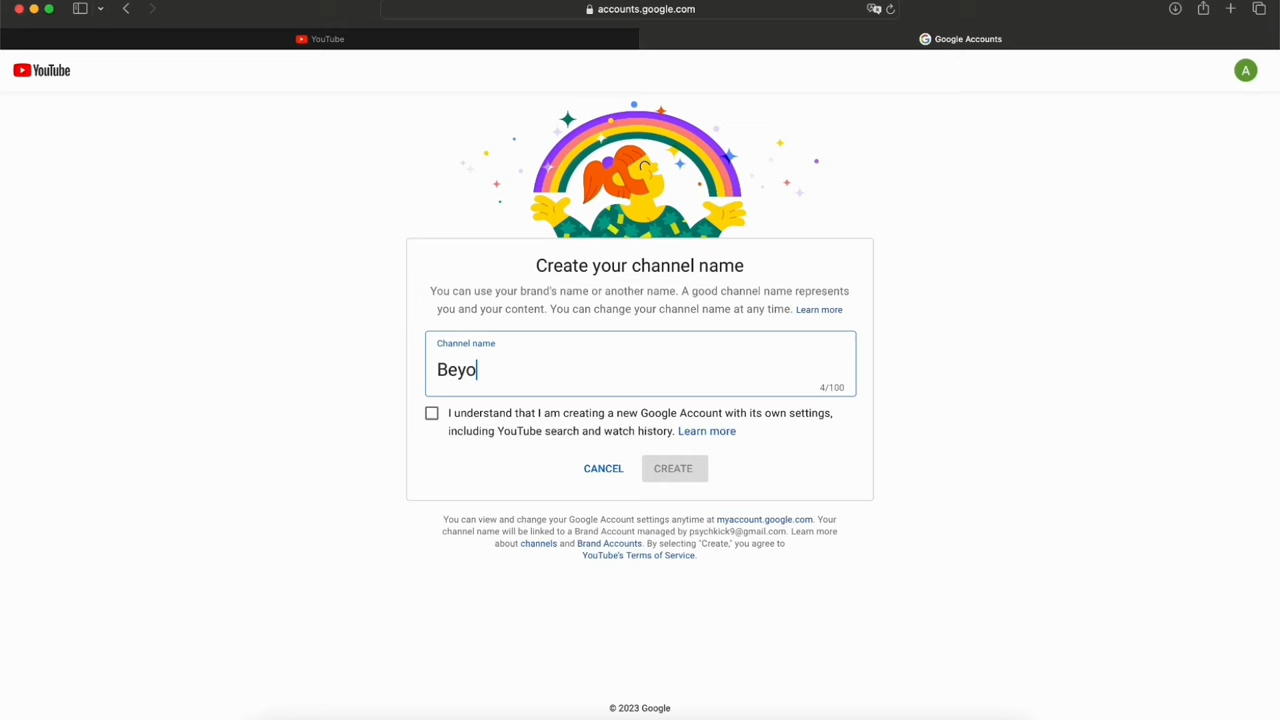 accounts.google.com
YouTube
Google Accounts
YouTube
A
Create your channel name
You can use your brand's name or another name. A good channel name represents
you and your content. You can change your channel name at any time. Learn more
Channel name
Beyo
4/100
I understand that I am creating a new Google Account with its own settings,
including YouTube search and watch history. Learn more
CANCEL
CREATE
You can view and change your Google Account settings anytime at myaccount.google.com. Your
channel name will be linked to a Brand Account managed by psychkick9@gmail.com. Learn more
about channels and Brand Accounts. By selecting "Create," you agree to
YouTube's Terms of Service.
© 2023 Google